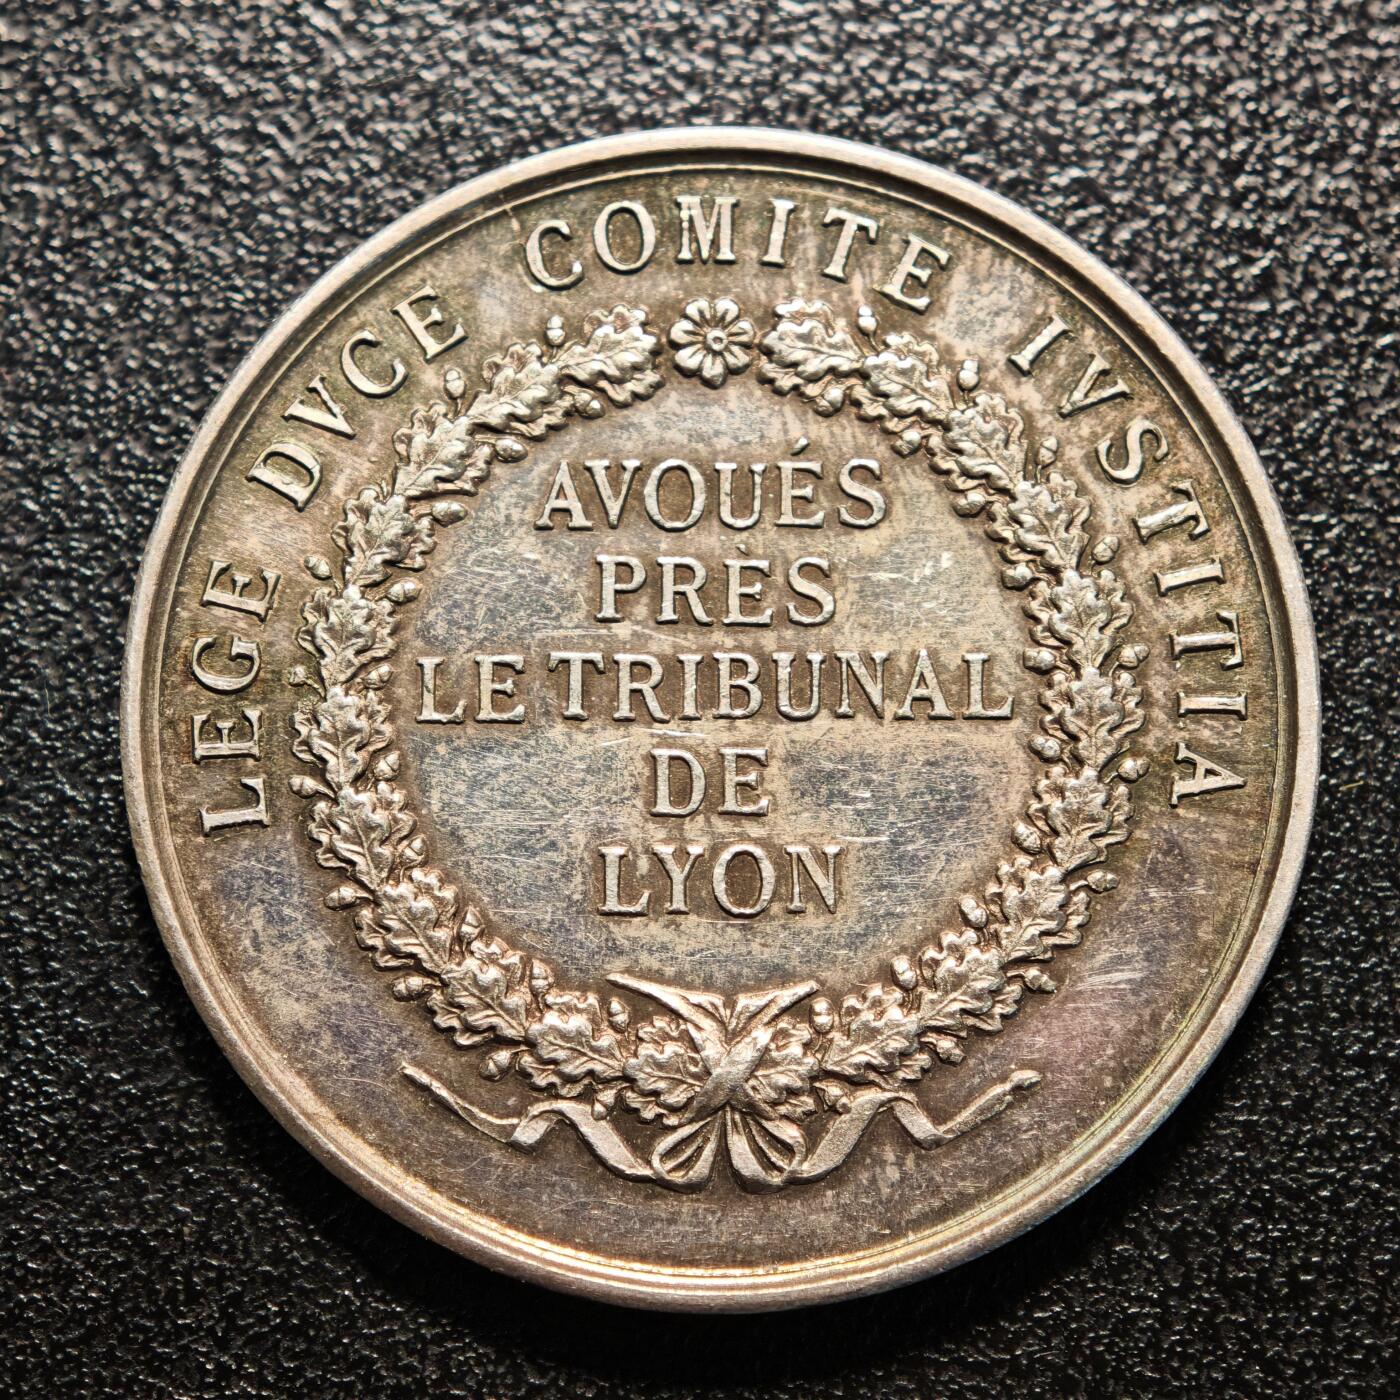 LEGE DVCE COMITE IVSTITIA
AVOUÉS
PRÈS
LE TRIBUNAL
DE
LYON